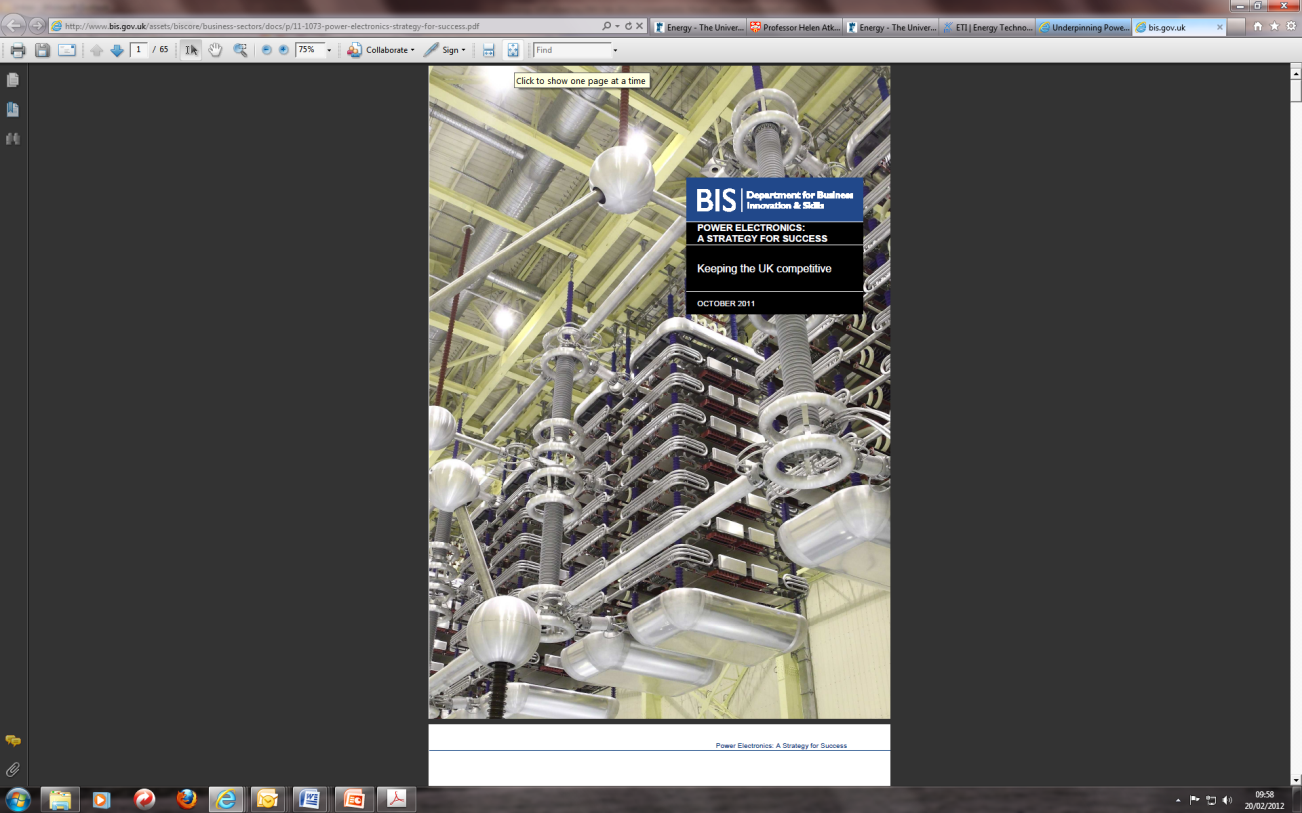 http://www.bis.gov.uk/assets/biscore/business-sectors/docs/p/11-1073-power-electronics-strategy-for-success.pdf
Energy - The Univer...
Professor Helen Atk...
Energy - The Univer...
ETI | Energy Techno...
Underpinning Powe...
bis.gov.uk
1 / 65
75%
Collaborate
Sign
Find
Click to show one page at a time
BIS Department for Business
Innovation & Skills
POWER ELECTRONICS:
A STRATEGY FOR SUCCESS
Keeping the UK competitive
OCTOBER 2011
Power Electronics: A Strategy for Success
09:58
20/02/2012